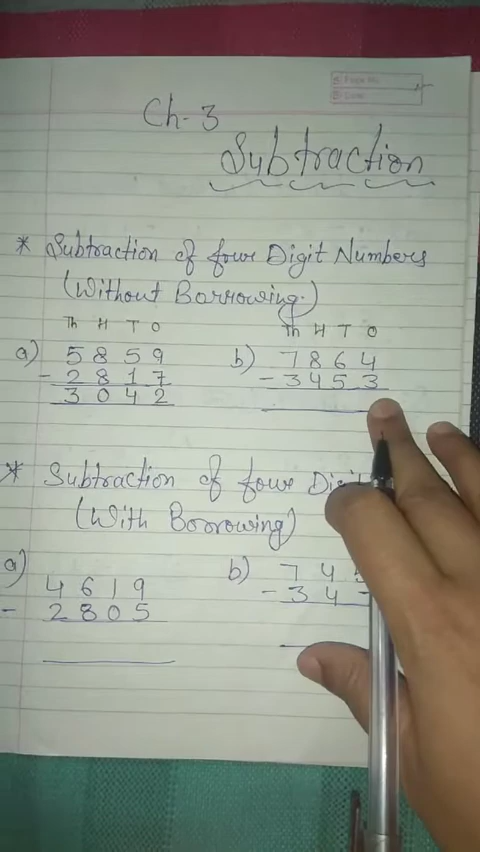 Ch-3
Subtraction
* Subtraction of four Digit Numbers
(Without Borrowing.)
Th H T O
Th H T O
a) 5 8 5 9
- 2 8 1 7
3 0 4 2
b) 7 8 6 4
- 3 4 5 3
* Subtraction of four
(With Borrowing)
a) 4 6 1 9
- 2 8 0 5
b) 7 4
- 3 4